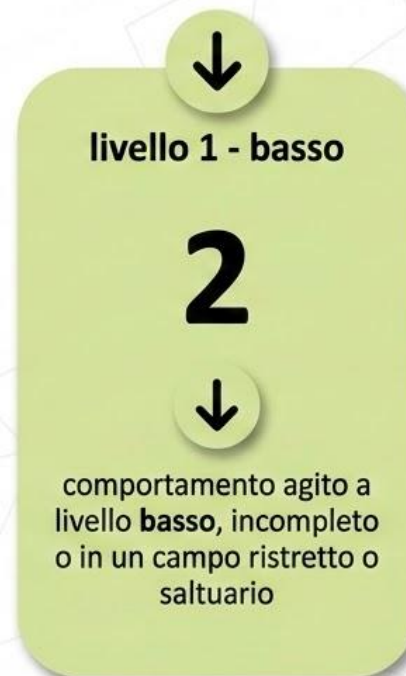 livello 1 - basso
2
comportamento agito a
livello basso, incompleto
o in un campo ristretto o
saltuario